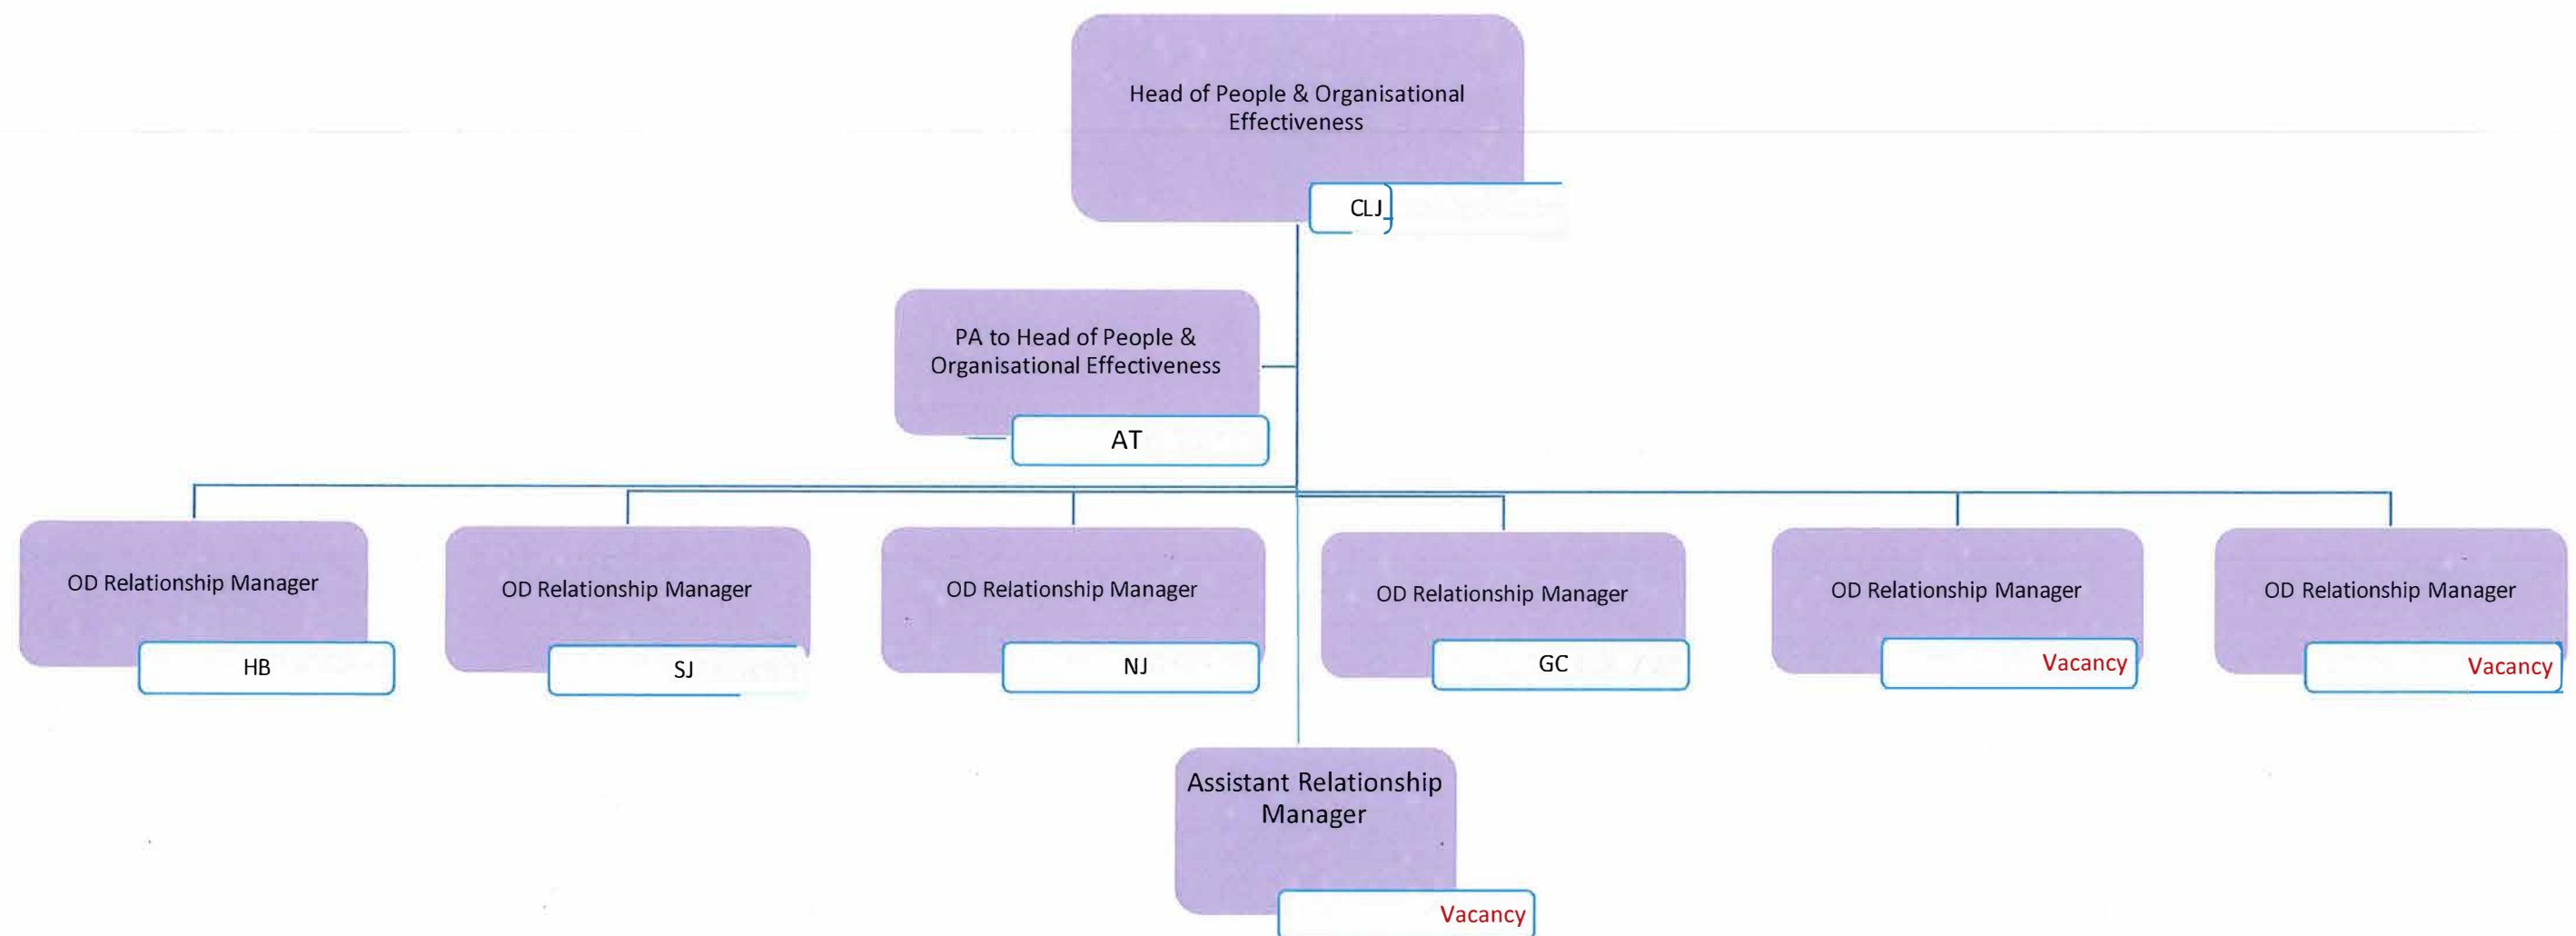 Head of People & Organisational
Effectiveness
CLJ
PA to Head of People &
Organisational Effectiveness
AT
OD Relationship Manager
HB
OD Relationship Manager
SJ
OD Relationship Manager
NJ
OD Relationship Manager
GC
OD Relationship Manager
Vacancy
OD Relationship Manager
Vacancy
Assistant Relationship
Manager
Vacancy